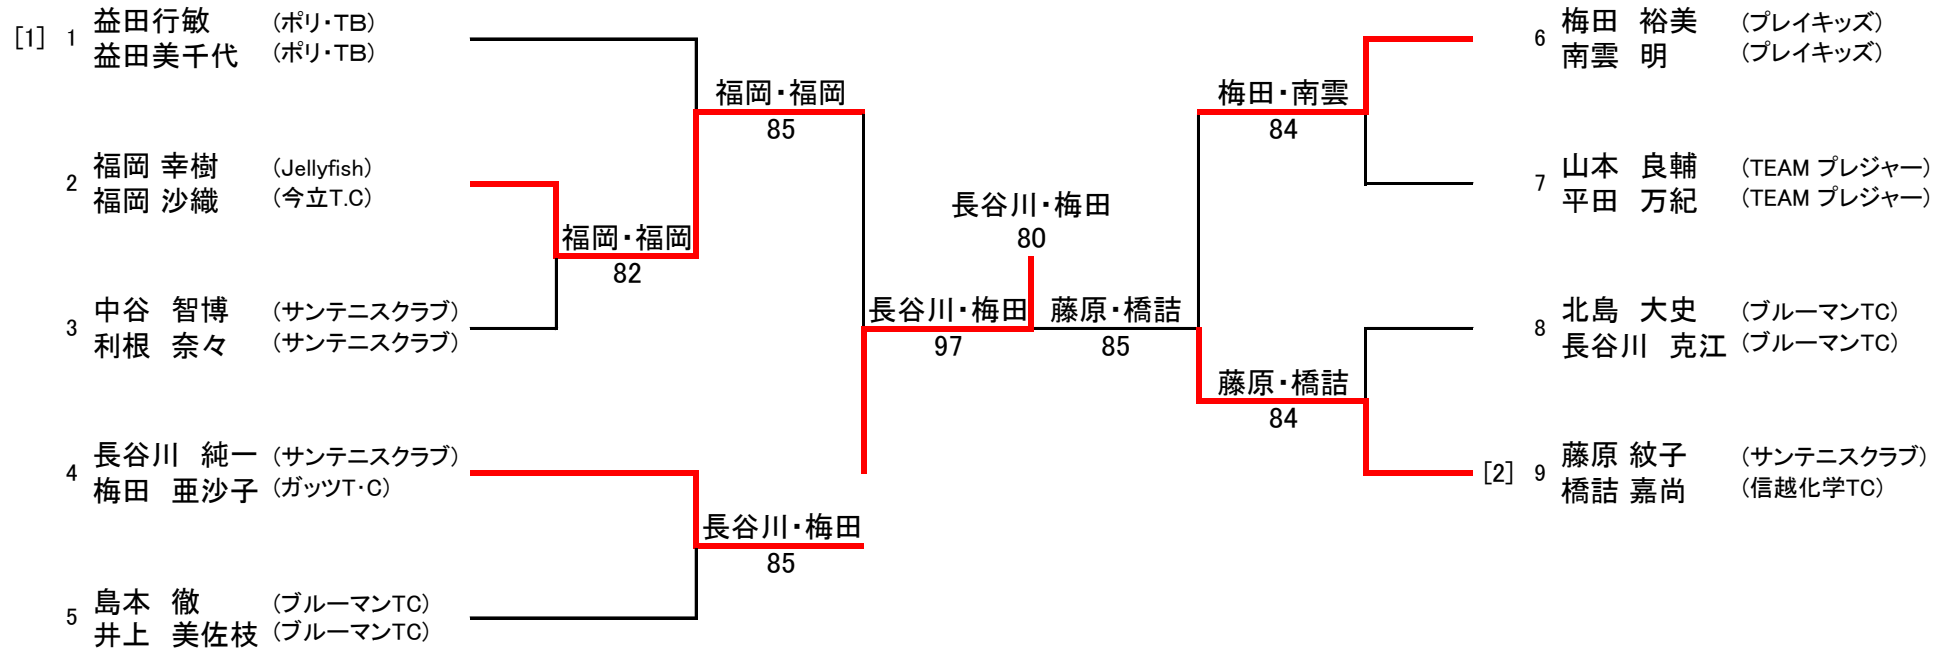 [1] 1 益田行敏 (ポリ・TB)
益田美千代 (ポリ・TB)
2 福岡 幸樹 (Jellyfish)
福岡 沙織 (今立T.C)
3 中谷 智博 (サンテニスクラブ)
利根 奈々 (サンテニスクラブ)
4 長谷川 純一 (サンテニスクラブ)
梅田 亜沙子 (ガッツT・C)
5 島本 徹 (ブルーマンTC)
井上 美佐枝 (ブルーマンTC)
福岡・福岡
85
福岡・福岡
82
長谷川・梅田
85
長谷川・梅田
97
長谷川・梅田
80
藤原・橋詰
85
梅田・南雲
84
藤原・橋詰
84
6 梅田 裕美 (プレイキッズ)
南雲 明 (プレイキッズ)
7 山本 良輔 (TEAM プレジャー)
平田 万紀 (TEAM プレジャー)
8 北島 大史 (ブルーマンTC)
長谷川 克江 (ブルーマンTC)
[2] 9 藤原 紋子 (サンテニスクラブ)
橋詰 嘉尚 (信越化学TC)